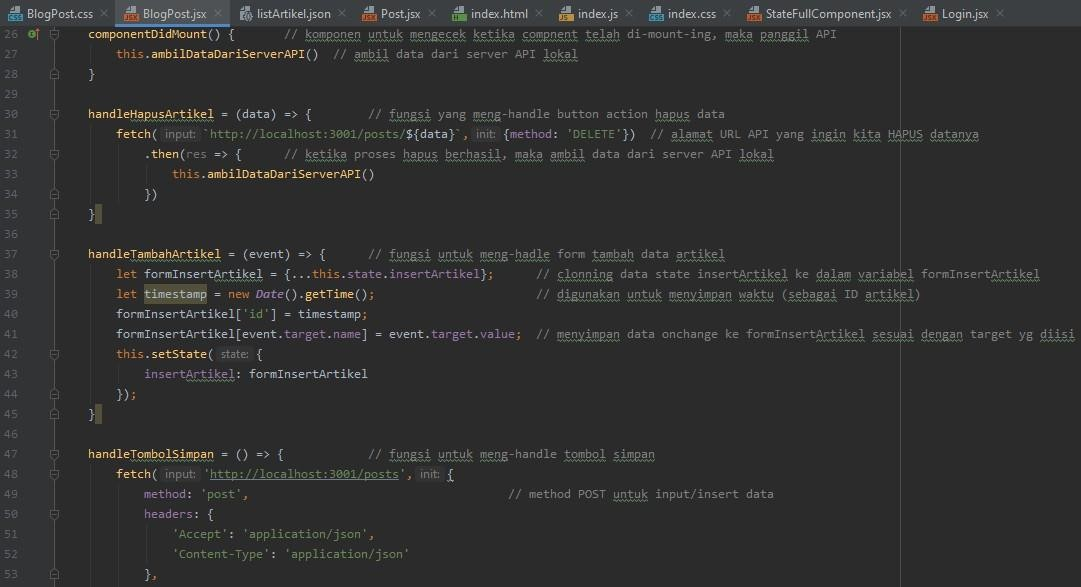 BlogPost.css BlogPost.jsx listArtikel.json Post.jsx index.html index.js index.css StateFullComponent.jsx Login.jsx
26 componentDidMount() { // komponen untuk mengecek ketika compnent telah di-mount-ing, maka panggil API
27 this.ambilDataDariServerAPI() // ambil data dari server API lokal
28 }
29
30 handleHapusArtikel = (data) => { // fungsi yang meng-handle button action hapus data
31 fetch( input: `http://localhost:3001/posts/${data}`, init: {method: 'DELETE'}) // alamat URL API yang ingin kita HAPUS datanya
32 .then(res => { // ketika proses hapus berhasil, maka ambil data dari server API lokal
33 this.ambilDataDariServerAPI()
34 })
35 }
36
37 handleTambahArtikel = (event) => { // fungsi untuk meng-hadle form tambah data artikel
38 let formInsertArtikel = {...this.state.insertArtikel}; // clonning data state insertArtikel ke dalam variabel formInsertArtikel
39 let timestamp = new Date().getTime(); // digunakan untuk menyimpan waktu (sebagai ID artikel)
40 formInsertArtikel['id'] = timestamp;
41 formInsertArtikel[event.target.name] = event.target.value; // menyimpan data onchange ke formInsertArtikel sesuai dengan target yg diisi
42 this.setState( state: {
43 insertArtikel: formInsertArtikel
44 });
45 }
46
47 handleTombolSimpan = () => { // fungsi untuk meng-handle tombol simpan
48 fetch( input: 'http://localhost:3001/posts', init: {
49 method: 'post', // method POST untuk input/insert data
50 headers: {
51 'Accept': 'application/json',
52 'Content-Type': 'application/json'
53 },